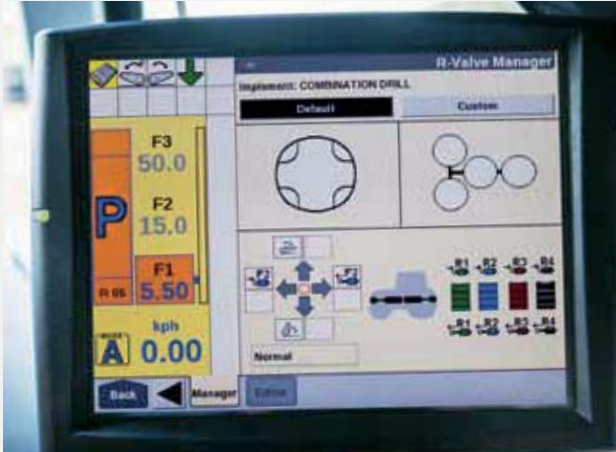 R-Valve Manager
Implement: COMBINATION DRILL
Default
Custom
F3
50.0
F2
15.0
F1
5.50
P
kph
0.00
A
R1 R2 R3 R4
R1 R2 R3 R4
Normal
Back
Manager
Editor